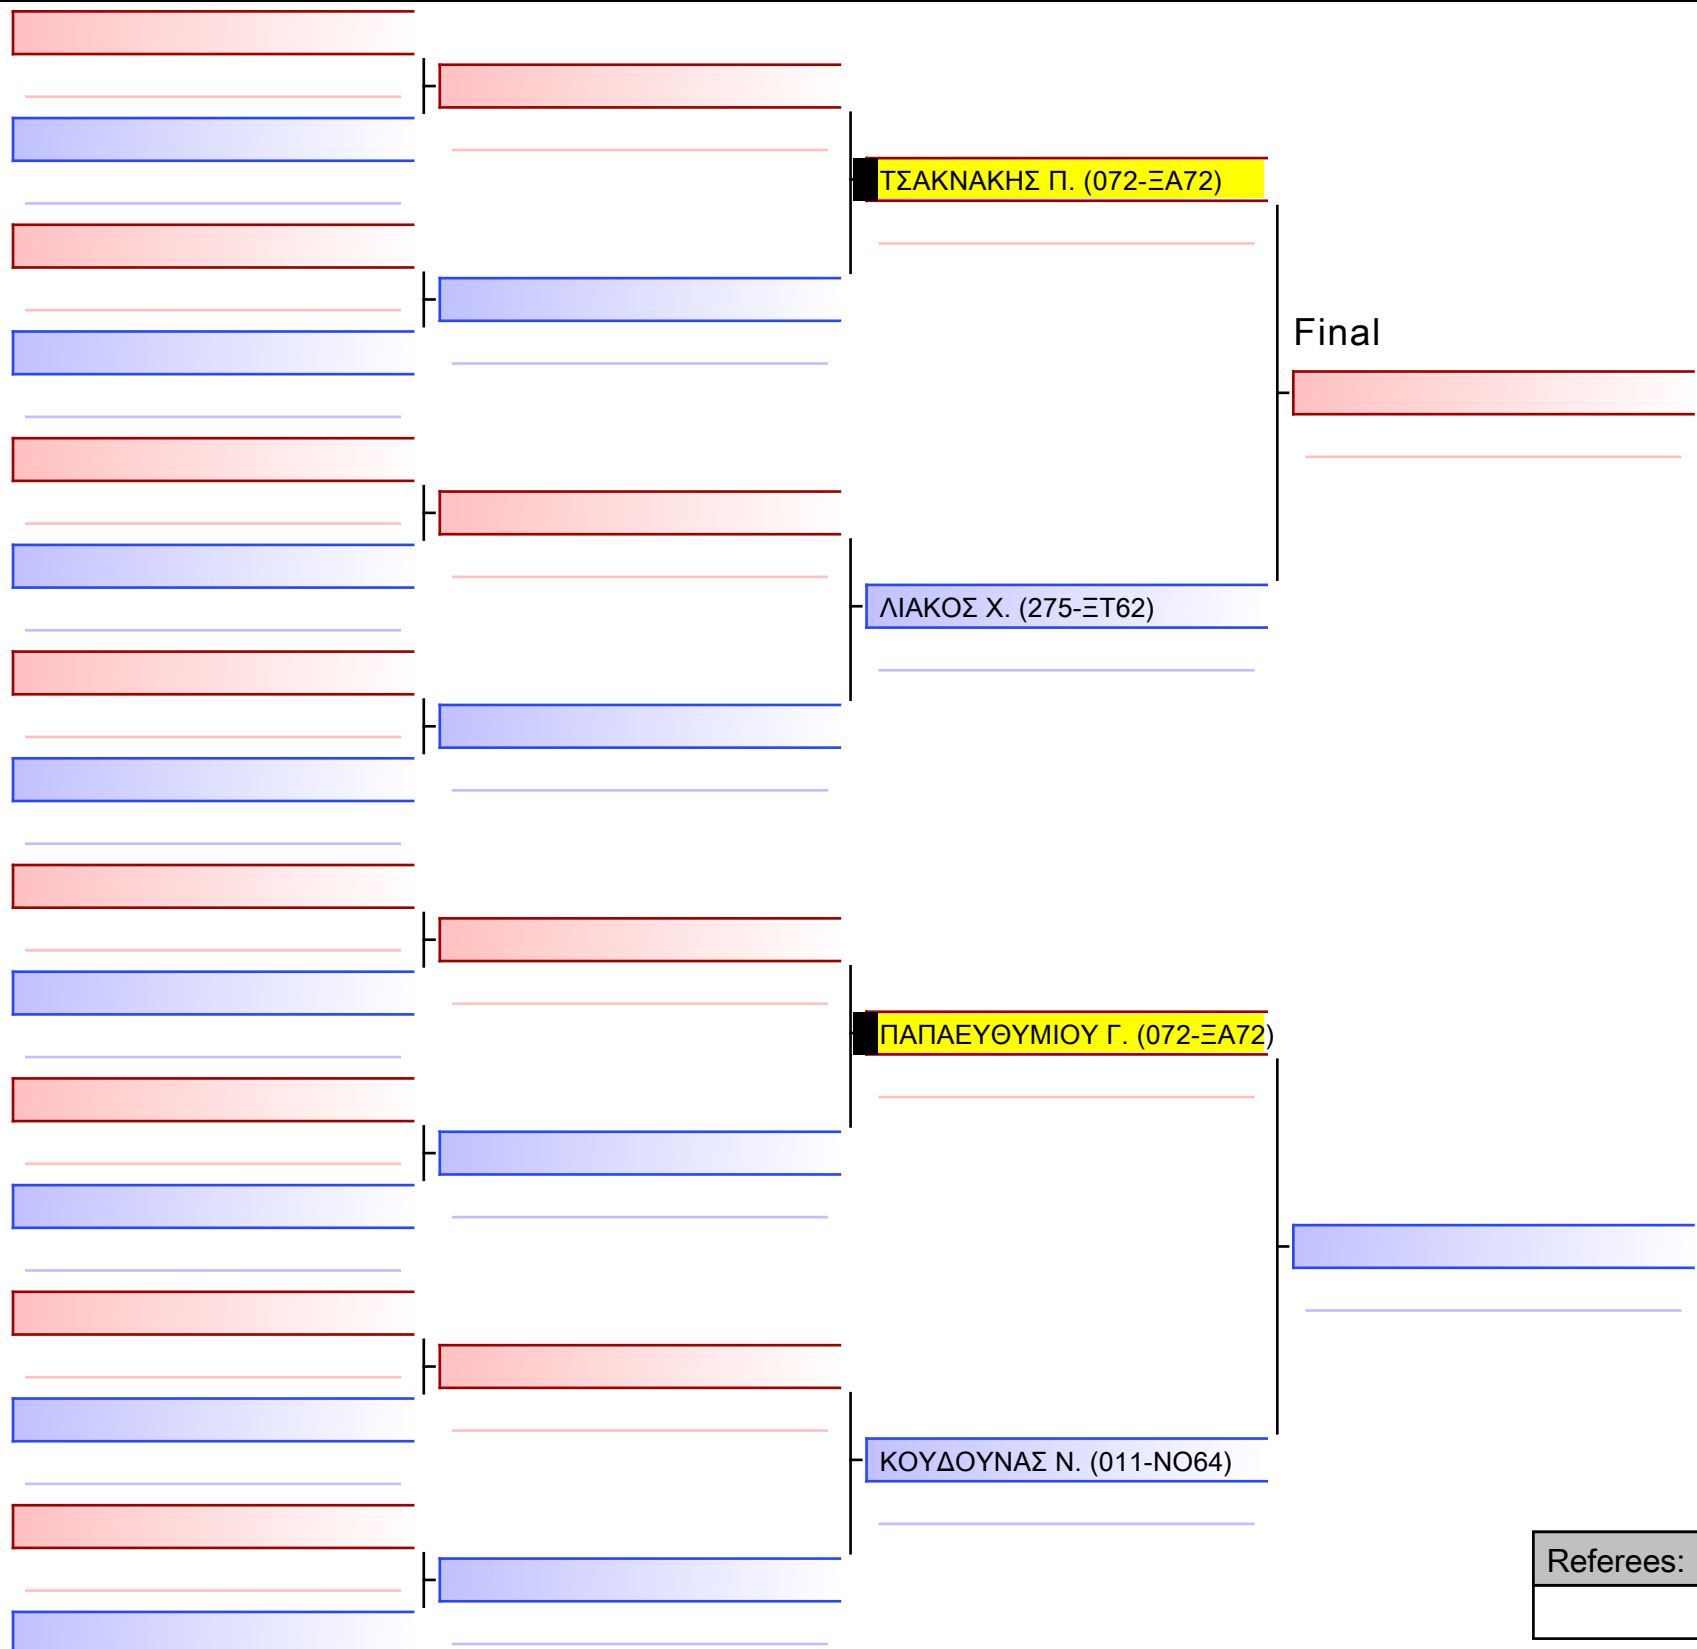 ΤΣΑΚΝΑΚΗΣ Π. (072-ΞΑ72)
Final
ΛΙΑΚΟΣ Χ. (275-ΞΤ62)
ΠΑΠΑΕΥΘΥΜΙΟΥ Γ. (072-ΞΑ72)
ΚΟΥΔΟΥΝΑΣ Ν. (011-ΝΟ64)
Referees: